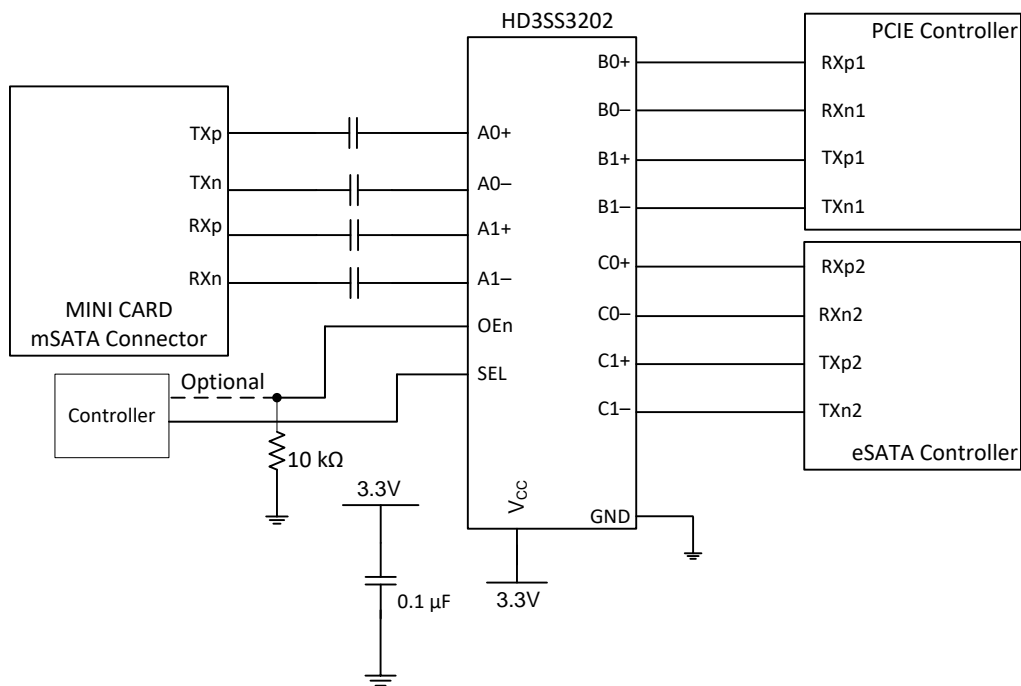 HD3SS3202
MINI CARD
mSATA Connector
TXp
TXn
RXp
RXn
A0+
A0–
A1+
A1–
OEn
SEL
B0+
B0–
B1+
B1–
C0+
C0–
C1+
C1–
GND
VCC
PCIE Controller
RXp1
RXn1
TXp1
TXn1
RXp2
RXn2
TXp2
TXn2
eSATA Controller
Controller
Optional
10 kΩ
3.3V
0.1 µF
3.3V